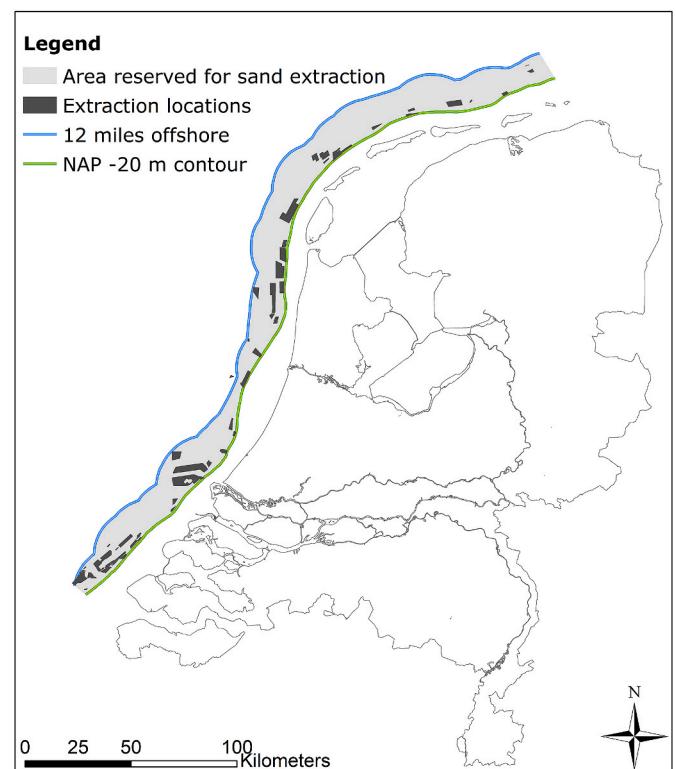 Legend
Area reserved for sand extraction
Extraction locations
12 miles offshore
NAP -20 m contour
N
0 25 50 100
Kilometers